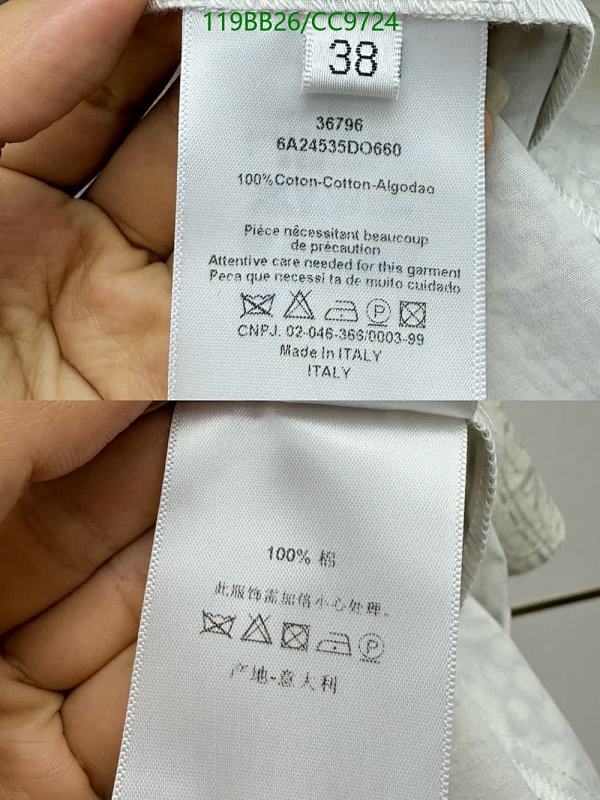 119BB26/CC9724
38
36796
6A24535DO660
100%Coton-Cotton-Algodao
Pièce nêcessitant beaucoup
de prècaution
Attentive care needed for this garment
Peca que necessi ta de muito cuidado
P
CNPJ. 02-046-366/0003-99
Made in ITALY
ITALY
100% 棉
此服饰需加倍小心处理。
P
产地-意大利